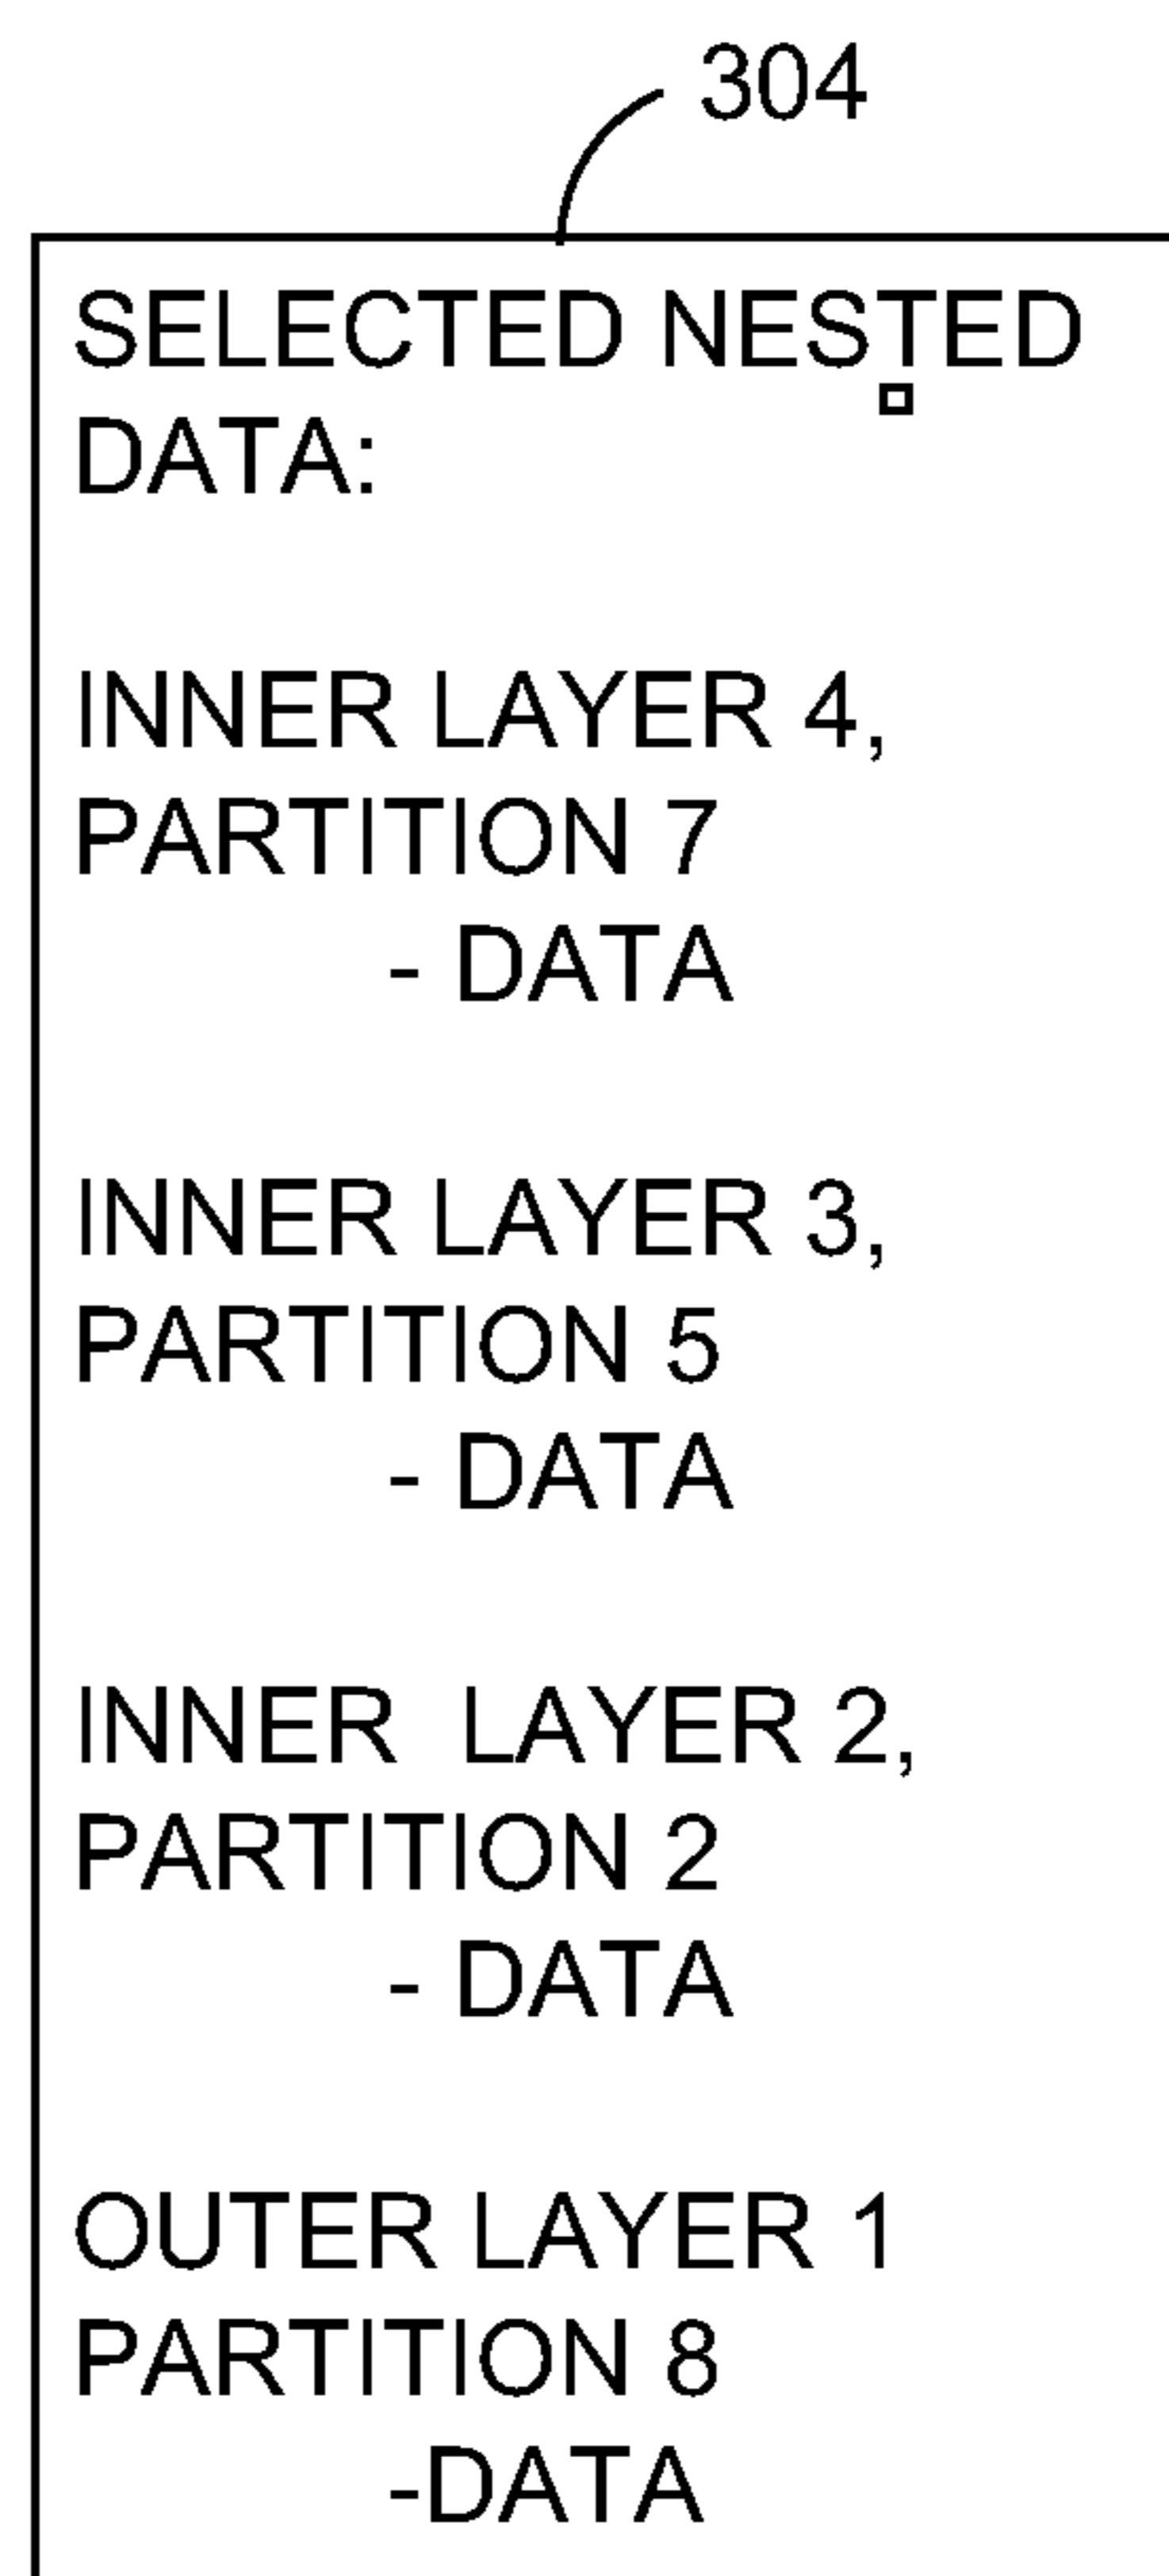 304
SELECTED NESTED
DATA:
INNER LAYER 4,
PARTITION 7
- DATA
INNER LAYER 3,
PARTITION 5
- DATA
INNER  LAYER 2,
PARTITION 2
- DATA
OUTER LAYER 1
PARTITION 8
-DATA